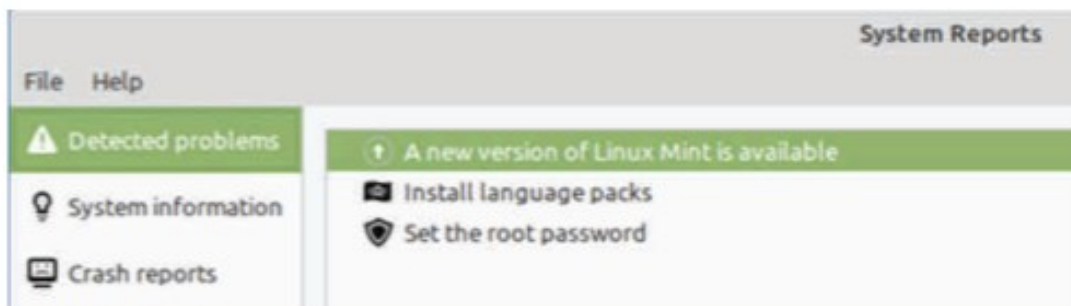 System Reports
File Help
Detected problems
System information
Crash reports
A new version of Linux Mint is available
Install language packs
Set the root password